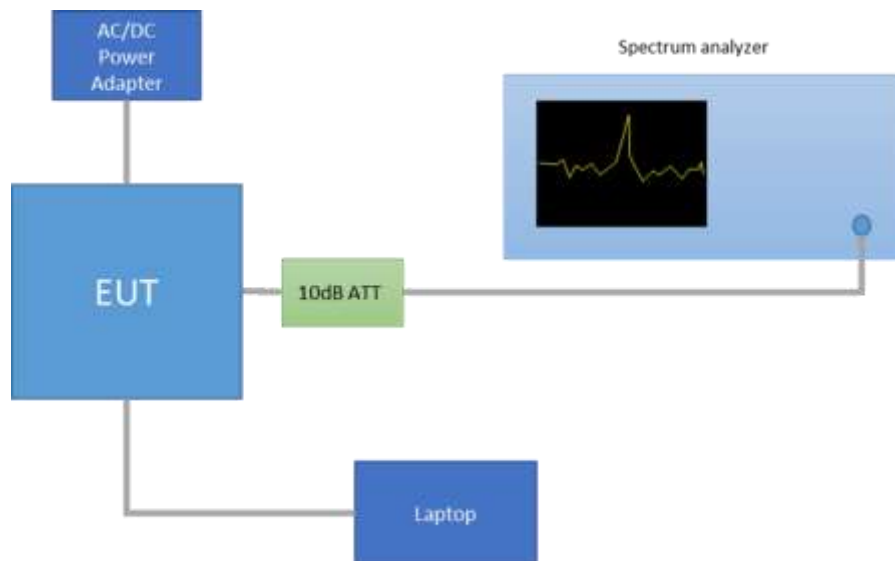 AC/DC
Power
Adapter
Spectrum analyzer
EUT
10dB ATT
Laptop